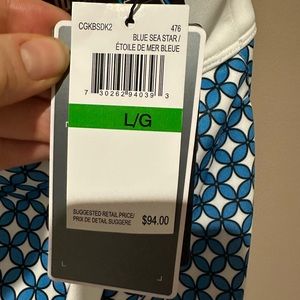 CGKBSDK2 476
BLUE SEA STAR /
ÉTOILE DE MER BLEUE
7 30262 94039 3
L/G
SUGGESTED RETAIL PRICE/
PRIX DE DETAIL SUGGÉRE $94.00